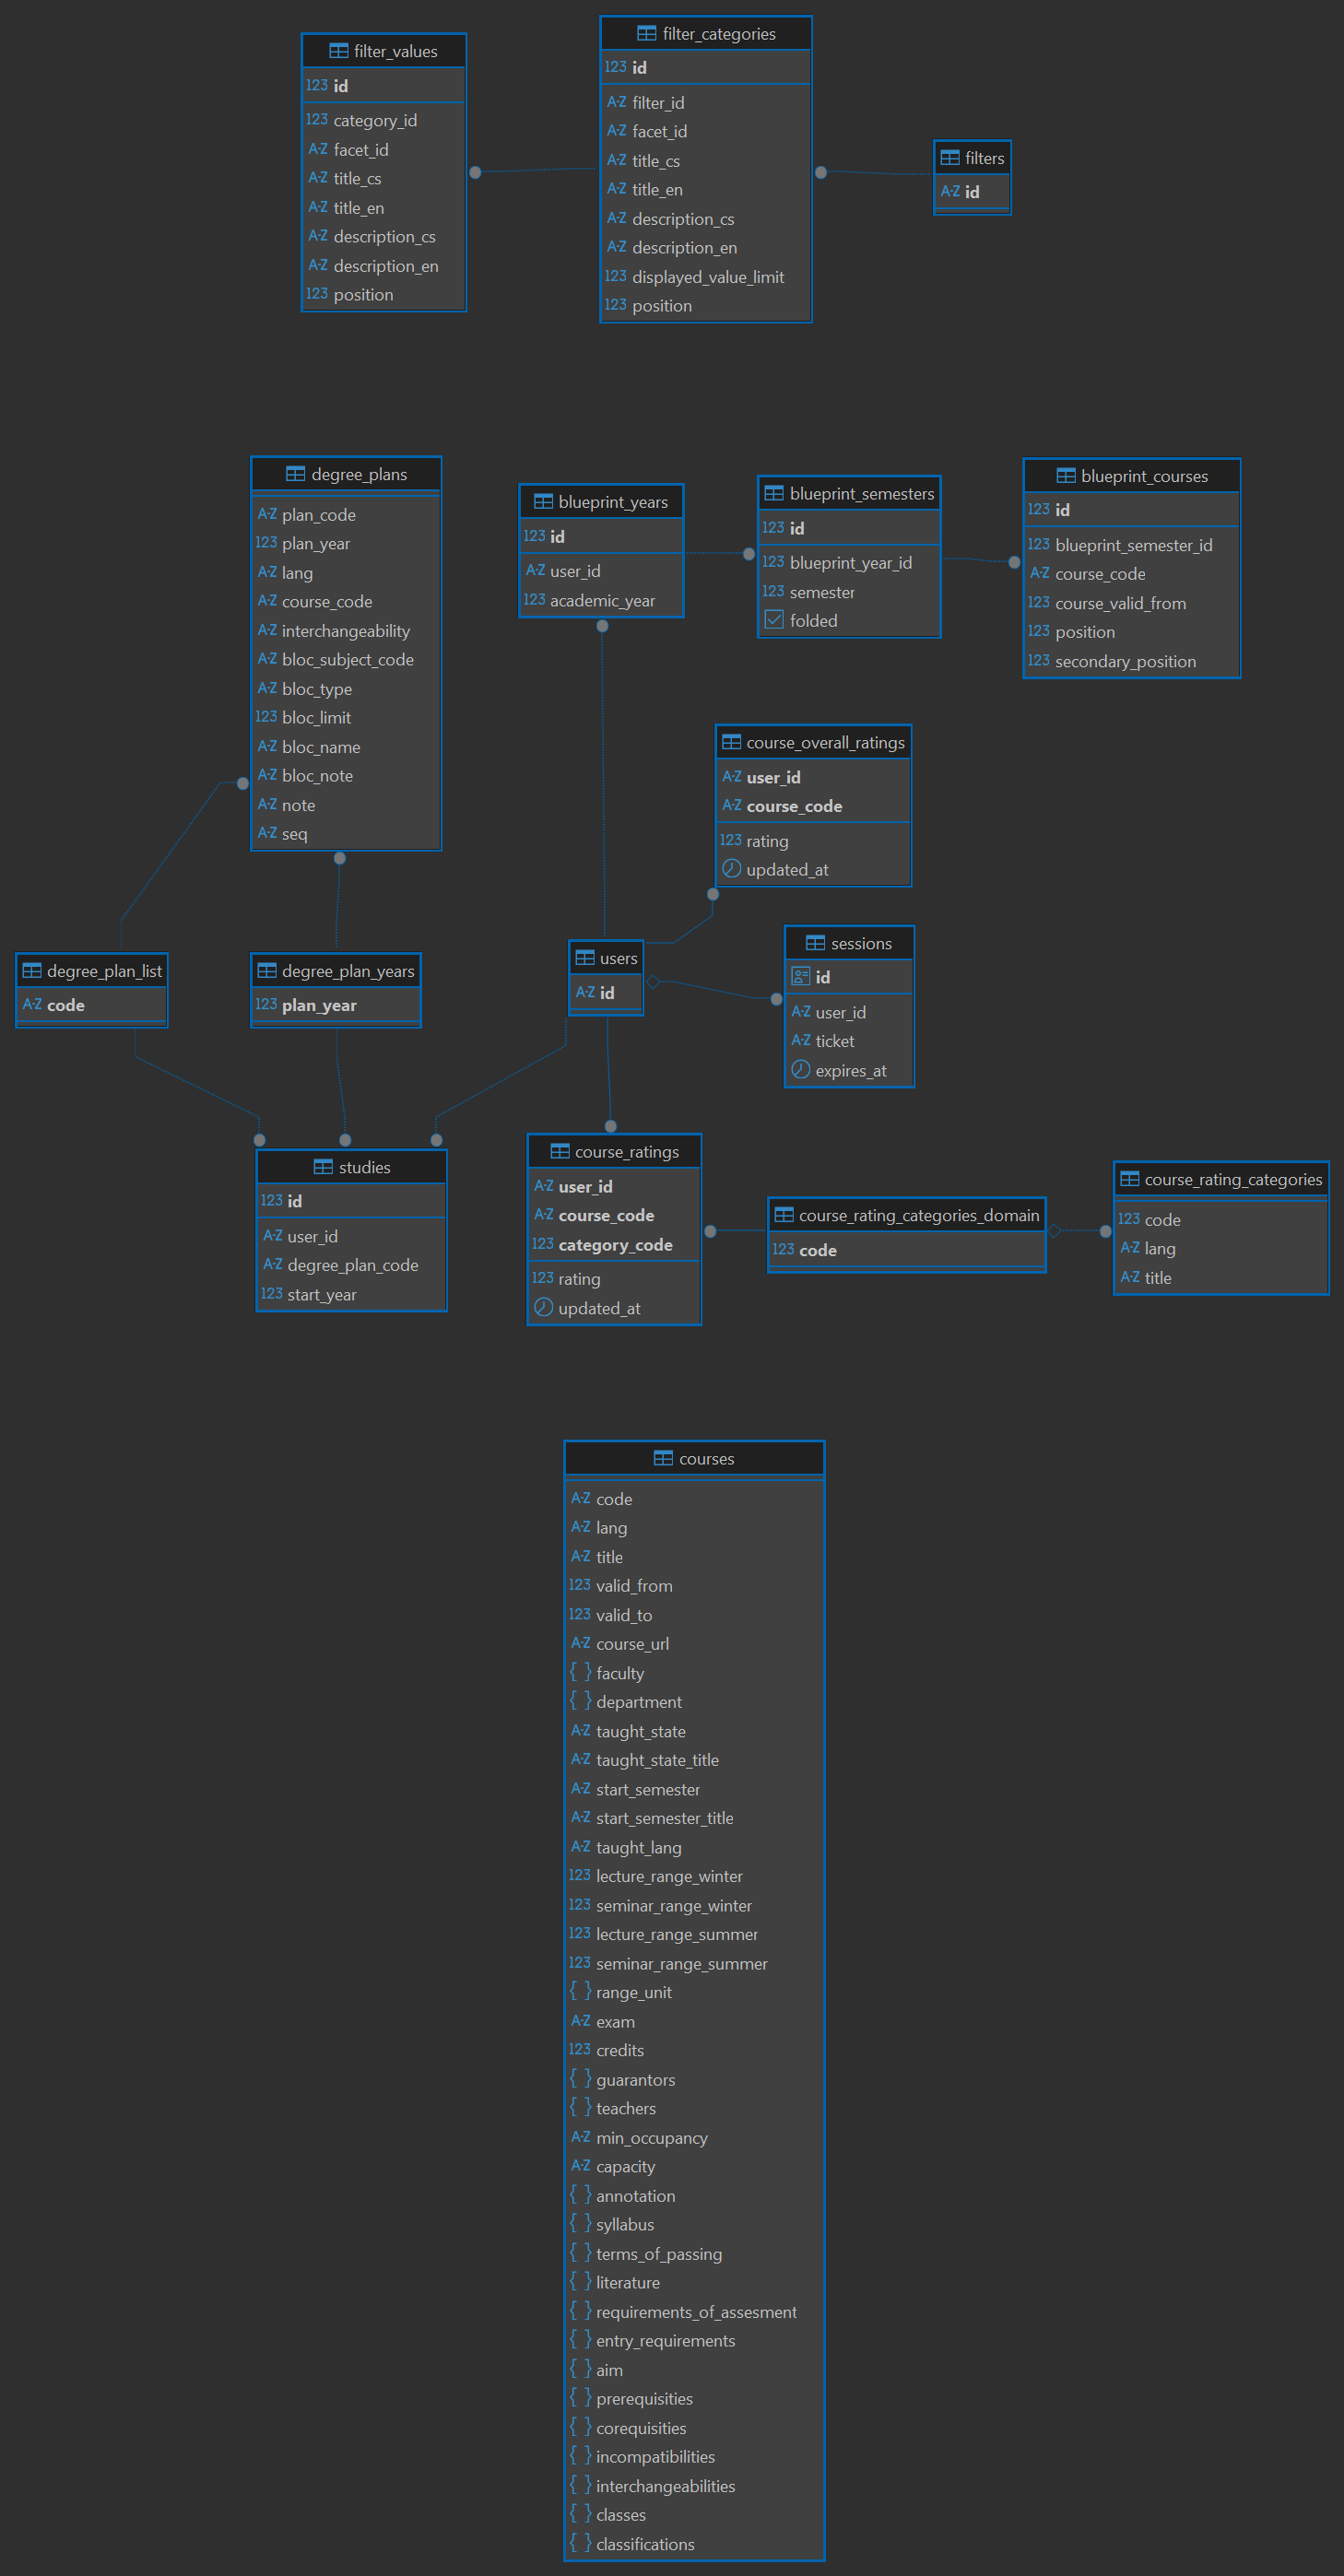 filter_values
123 id
123 category_id
A-Z facet_id
A-Z title_cs
A-Z title_en
A-Z description_cs
A-Z description_en
123 position
filter_categories
123 id
A-Z filter_id
A-Z facet_id
A-Z title_cs
A-Z title_en
A-Z description_cs
A-Z description_en
123 displayed_value_limit
123 position
filters
A-Z id
degree_plans
A-Z plan_code
123 plan_year
A-Z lang
A-Z course_code
A-Z interchangeability
A-Z bloc_subject_code
A-Z bloc_type
123 bloc_limit
A-Z bloc_name
A-Z bloc_note
A-Z note
A-Z seq
blueprint_years
123 id
A-Z user_id
123 academic_year
blueprint_semesters
123 id
123 blueprint_year_id
123 semester
folded
blueprint_courses
123 id
123 blueprint_semester_id
A-Z course_code
123 course_valid_from
123 position
123 secondary_position
course_overall_ratings
A-Z user_id
A-Z course_code
123 rating
updated_at
degree_plan_list
A-Z code
degree_plan_years
123 plan_year
users
A-Z id
sessions
id
A-Z user_id
A-Z ticket
expires_at
studies
123 id
A-Z user_id
A-Z degree_plan_code
123 start_year
course_ratings
A-Z user_id
A-Z course_code
123 category_code
123 rating
updated_at
course_rating_categories_domain
123 code
course_rating_categories
123 code
A-Z lang
A-Z title
courses
A-Z code
A-Z lang
A-Z title
123 valid_from
123 valid_to
A-Z course_url
{ } faculty
{ } department
A-Z taught_state
A-Z taught_state_title
A-Z start_semester
A-Z start_semester_title
A-Z taught_lang
123 lecture_range_winter
123 seminar_range_winter
123 lecture_range_summer
123 seminar_range_summer
{ } range_unit
A-Z exam
123 credits
{ } guarantors
{ } teachers
A-Z min_occupancy
A-Z capacity
{ } annotation
{ } syllabus
{ } terms_of_passing
{ } literature
{ } requirements_of_assesment
{ } entry_requirements
{ } aim
{ } prerequisities
{ } corequisities
{ } incompatibilities
{ } interchangeabilities
{ } classes
{ } classifications